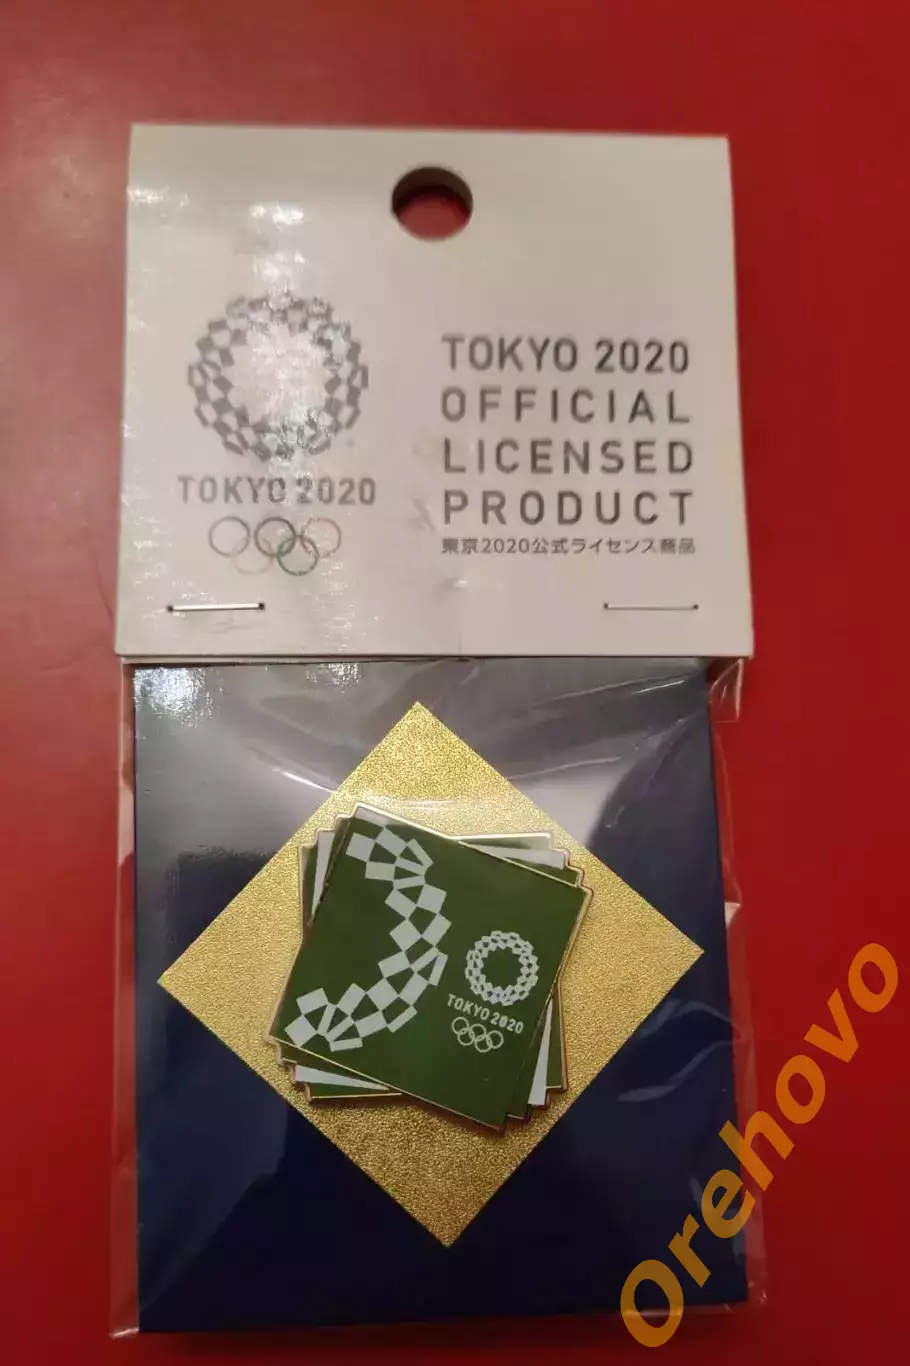 TOKYO 2020
TOKYO 2020
OFFICIAL
LICENSED
PRODUCT
東京2020公式ライセンス商品
TOKYO 2020
Orehovo